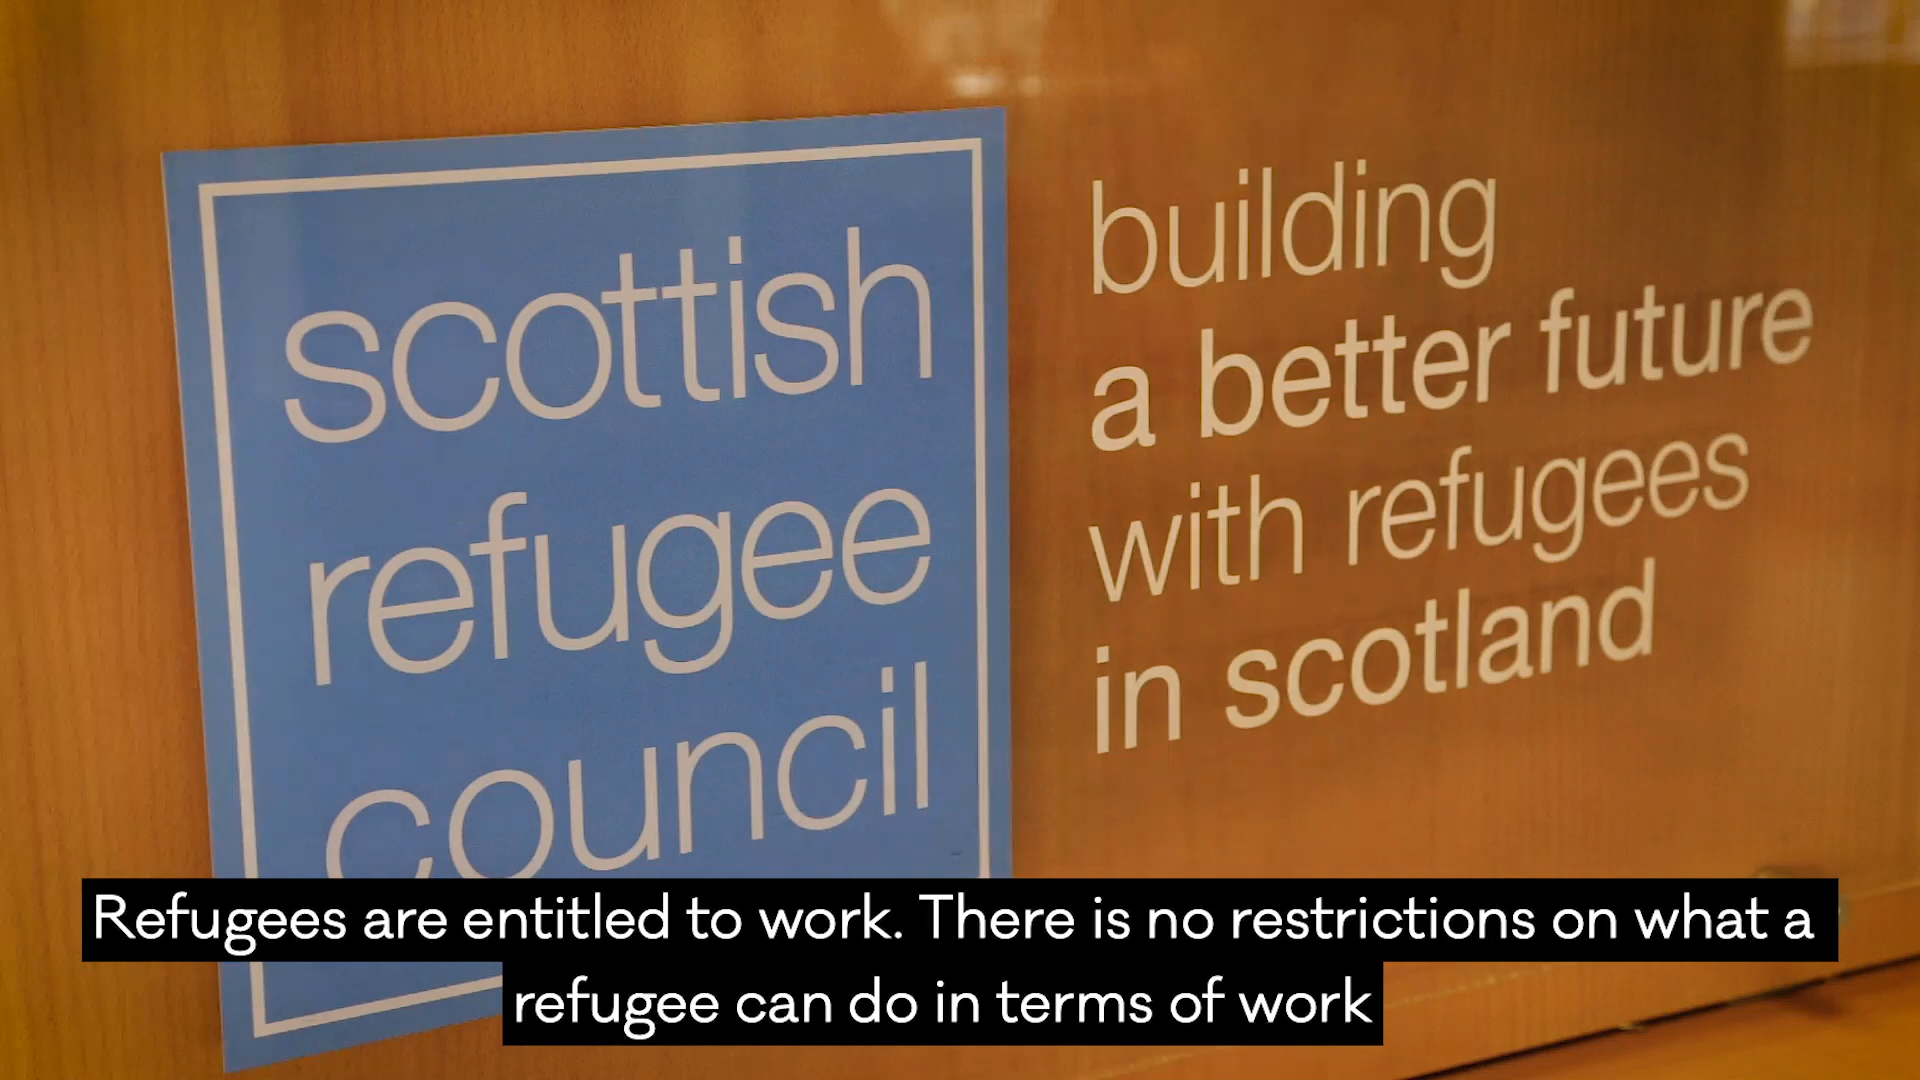 scottish
refugee
council
building
a better future
with refugees
in scotland
Refugees are entitled to work. There is no restrictions on what a
refugee can do in terms of work